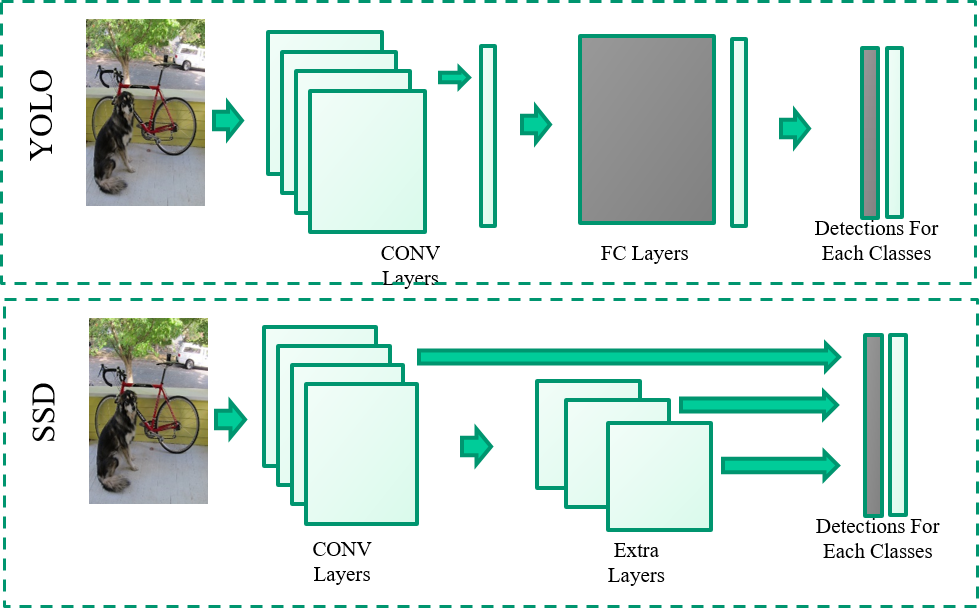 YOLO
CONV
Layers
FC Layers
Detections For
Each Classes
SSD
CONV
Layers
Extra
Layers
Detections For
Each Classes